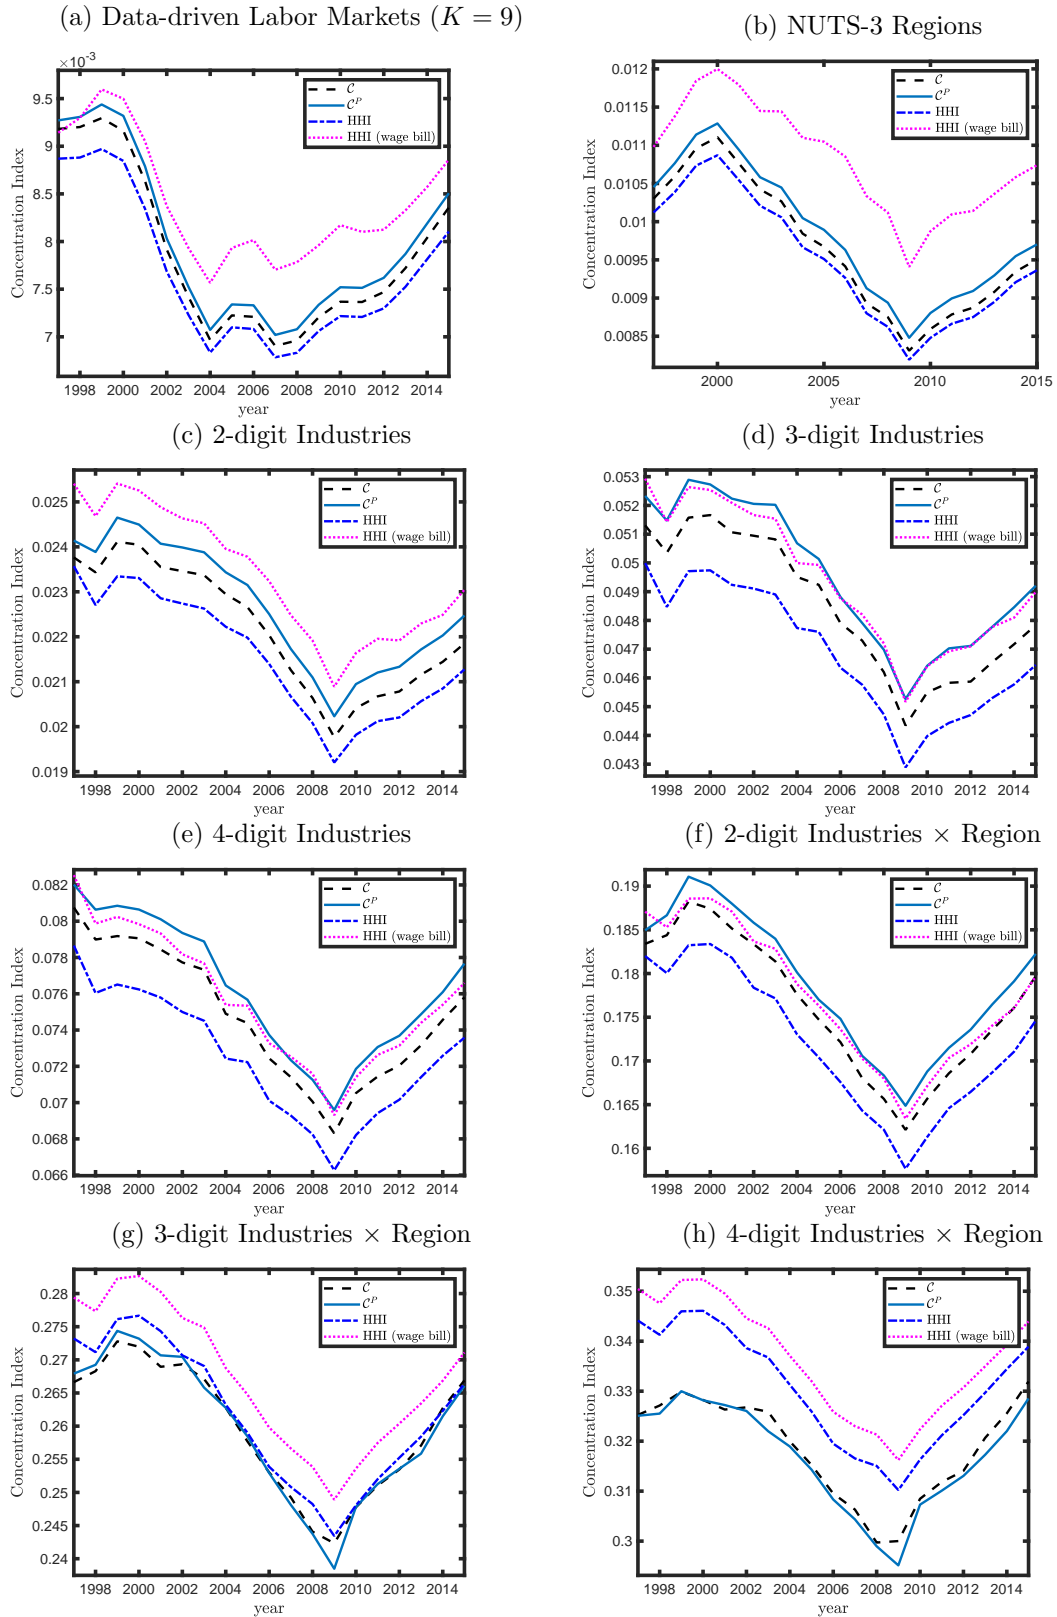 (a) Data-driven Labor Markets (K = 9)
×10⁻³
9.5
9
8.5
8
7.5
7
Concentration Index
1998 2000 2002 2004 2006 2008 2010 2012 2014
year
C
Cᴾ
HHI
HHI (wage bill)
(b) NUTS-3 Regions
0.012
0.0115
0.011
0.0105
0.01
0.0095
0.009
0.0085
Concentration Index
2000 2005 2010 2015
year
C
Cᴾ
HHI
HHI (wage bill)
(c) 2-digit Industries
0.025
0.024
0.023
0.022
0.021
0.02
0.019
Concentration Index
1998 2000 2002 2004 2006 2008 2010 2012 2014
year
C
Cᴾ
HHI
HHI (wage bill)
(d) 3-digit Industries
0.053
0.052
0.051
0.05
0.049
0.048
0.047
0.046
0.045
0.044
0.043
Concentration Index
1998 2000 2002 2004 2006 2008 2010 2012 2014
year
C
Cᴾ
HHI
HHI (wage bill)
(e) 4-digit Industries
0.082
0.08
0.078
0.076
0.074
0.072
0.07
0.068
0.066
Concentration Index
1998 2000 2002 2004 2006 2008 2010 2012 2014
year
C
Cᴾ
HHI
HHI (wage bill)
(f) 2-digit Industries × Region
0.19
0.185
0.18
0.175
0.17
0.165
0.16
Concentration Index
1998 2000 2002 2004 2006 2008 2010 2012 2014
year
C
Cᴾ
HHI
HHI (wage bill)
(g) 3-digit Industries × Region
0.28
0.275
0.27
0.265
0.26
0.255
0.25
0.245
0.24
Concentration Index
1998 2000 2002 2004 2006 2008 2010 2012 2014
year
C
Cᴾ
HHI
HHI (wage bill)
(h) 4-digit Industries × Region
0.35
0.34
0.33
0.32
0.31
0.3
Concentration Index
1998 2000 2002 2004 2006 2008 2010 2012 2014
year
C
Cᴾ
HHI
HHI (wage bill)